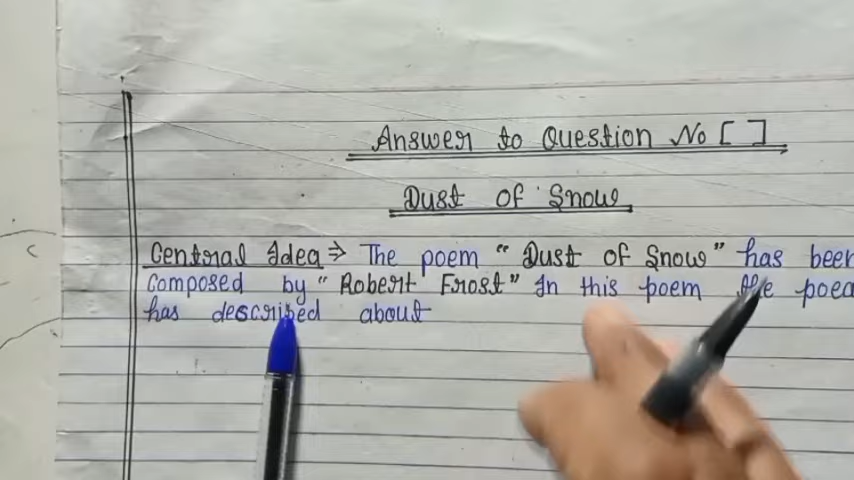 Answer to Question No [ ]
Dust of Snow
Central Idea ⇒ The poem “Dust of Snow” has been
composed by “Robert Frost” In this poem the poea
has described about